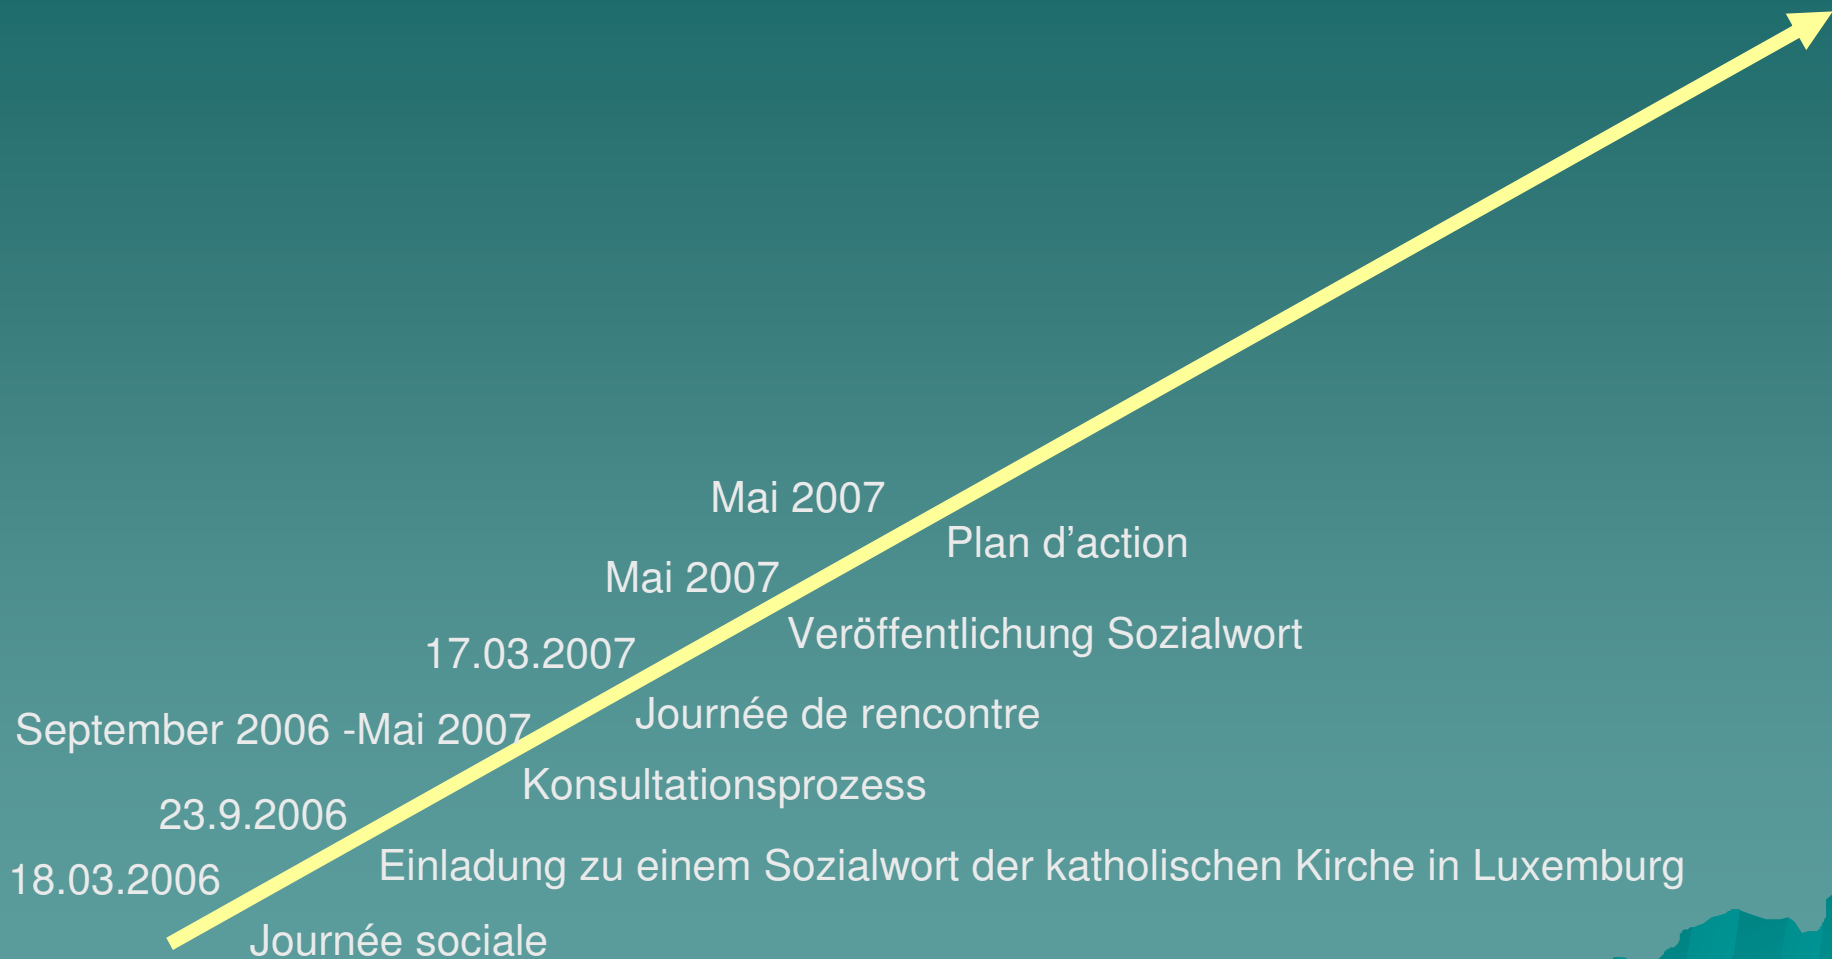 Mai 2007
Plan d’action
Mai 2007
Veröffentlichung Sozialwort
17.03.2007
Journée de rencontre
September 2006 -Mai 2007
Konsultationsprozess
23.9.2006
Einladung zu einem Sozialwort der katholischen Kirche in Luxemburg
18.03.2006
Journée sociale